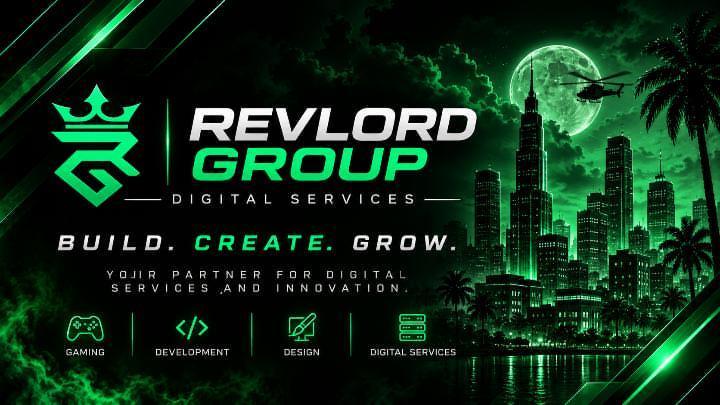 REVLORD
GROUP
DIGITAL SERVICES
BUILD. CREATE. GROW.
YOJIR PARTNER FOR DIGITAL
SERVICES ,AND INNOVATION.
GAMING
DEVELOPMENT
DESIGN
DIGITAL SERVICES